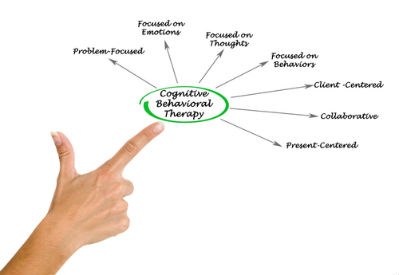 Focused on
Emotions
Focused on
Thoughts
Problem-Focused
Focused on
Behaviors
Client -Centered
Cognitive
Behavioral
Therapy
Collaborative
Present-Centered